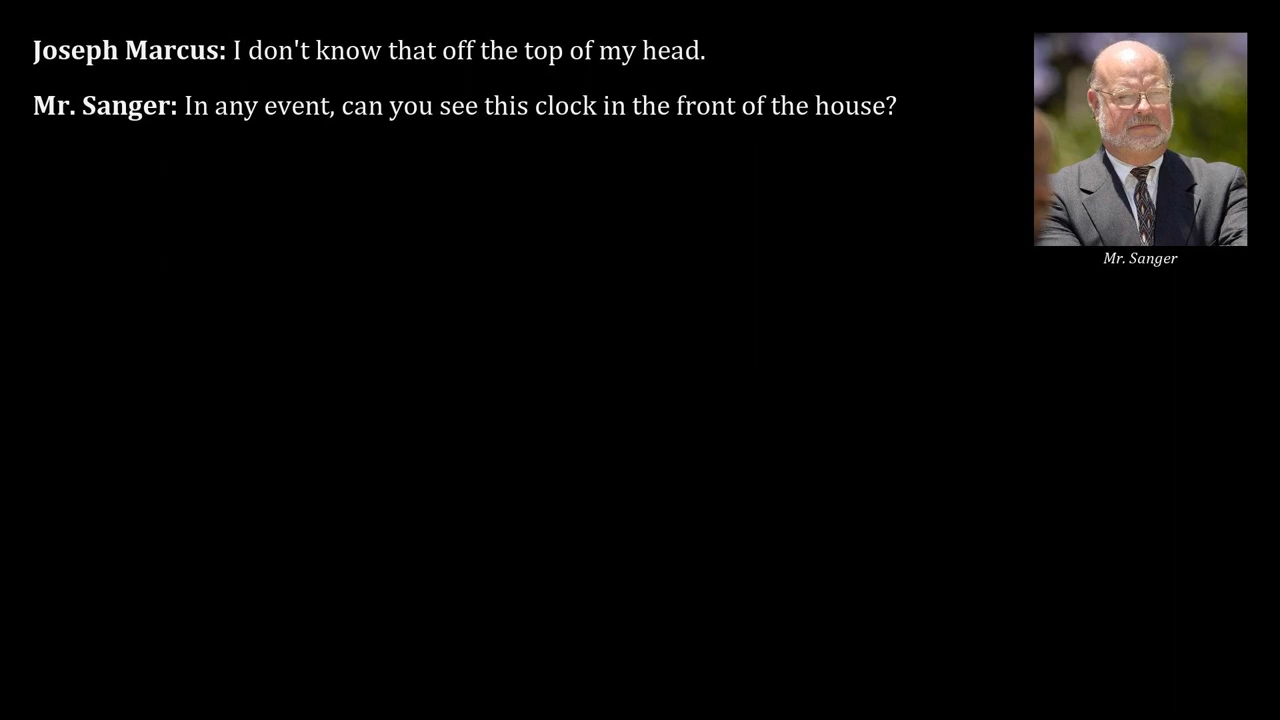 Joseph Marcus: I don't know that off the top of my head.
Mr. Sanger: In any event, can you see this clock in the front of the house?
Mr. Sanger